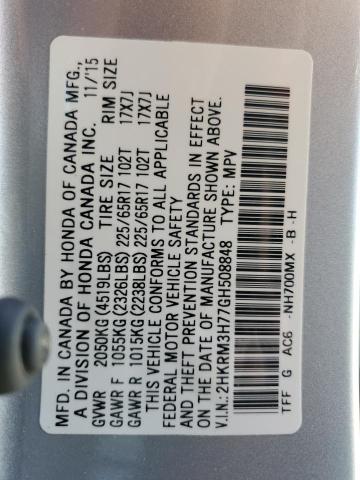 MFD. IN CANADA BY HONDA OF CANADA MFG.,
A DIVISION OF HONDA CANADA INC. 11/'15
GVWR 2050KG(4519LBS) TIRE SIZE RIM SIZE
GAWR F 1055KG(2326LBS) 225/65R17 102T 17X7J
GAWR R 1015KG(2238LBS) 225/65R17 102T 17X7J
THIS VEHICLE CONFORMS TO ALL APPLICABLE
FEDERAL MOTOR VEHICLE SAFETY
AND THEFT PREVENTION STANDARDS IN EFFECT
ON THE DATE OF MANUFACTURE SHOWN ABOVE.
V.I.N.:2HKRM3H77GH508848 TYPE: MPV
TFF G AC6 -NH700MX -B -H